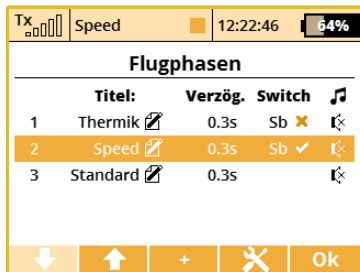 Tx Speed 12:22:46 64%
Flugphasen
Titel: Verzög. Switch
1 Thermik 0.3s Sb
2 Speed 0.3s Sb
3 Standard 0.3s
+ Ok